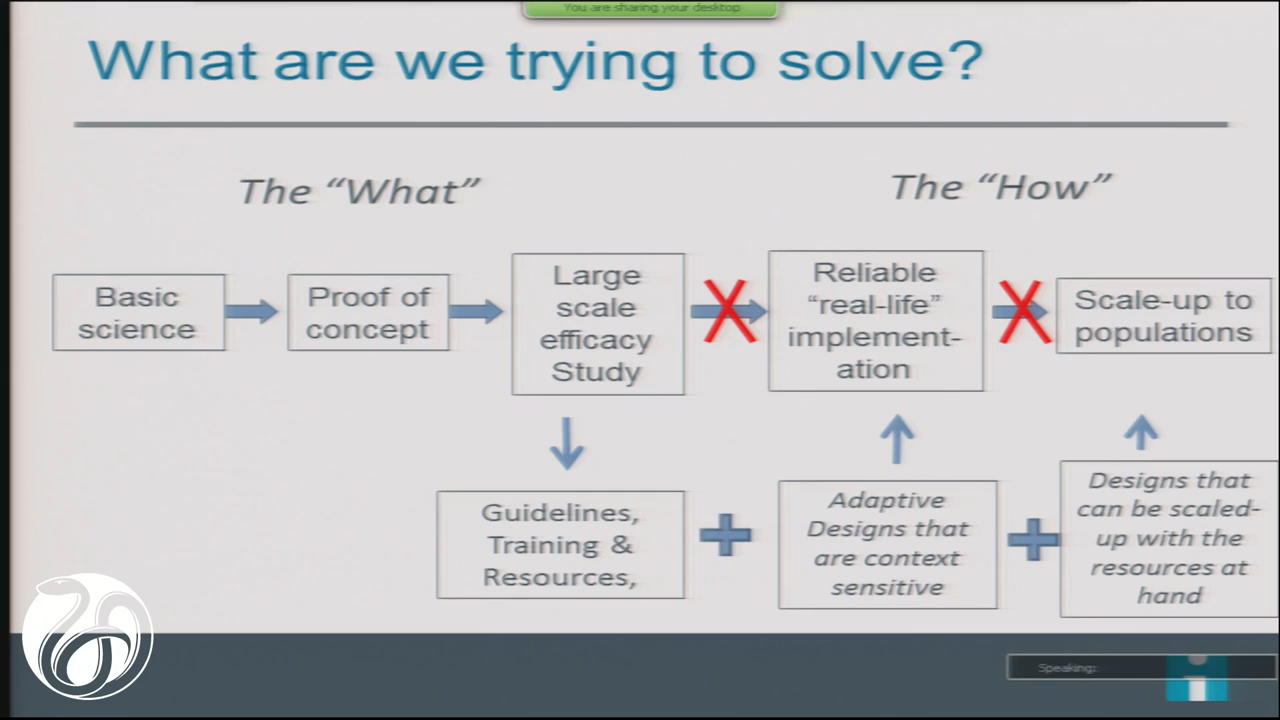 You are sharing your desktop
What are we trying to solve?
The “What”
The “How”
Basic
science
Proof of
concept
Large
scale
efficacy
Study
Reliable
“real-life”
implement-
ation
Scale-up to
populations
Guidelines,
Training &
Resources,
Adaptive
Designs that
are context
sensitive
Designs that
can be scaled-
up with the
resources at
hand
Speaking:
i